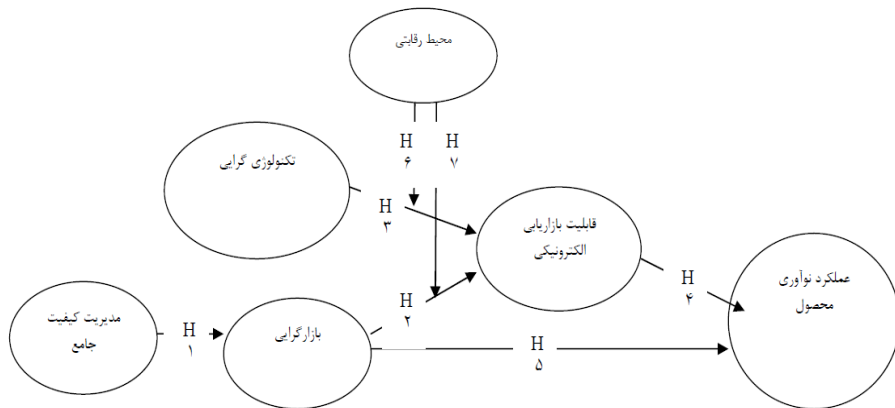 محیط رقابتی
H
۶
H
۷
تکنولوژی گرایی
H
۳
قابلیت بازاریابی
الکترونیکی
H
۴
عملکرد نوآوری
محصول
مدیریت کیفیت
جامع
H
۱
بازارگرایی
H
۲
H
۵